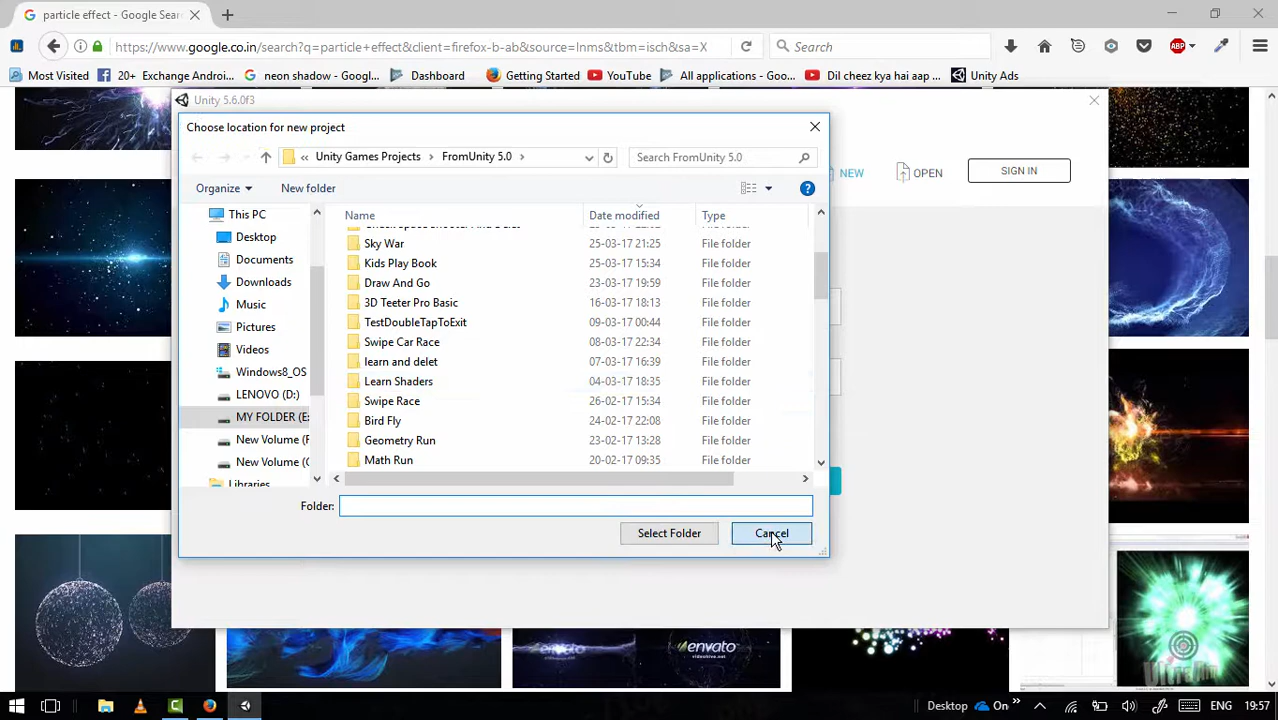 particle effect - Google Sear
https://www.google.co.in/search?q=particle+effect&client=firefox-b-ab&source=lnms&tbm=isch&sa=X
Search
ABP
Most Visited
20+ Exchange Androi...
neon shadow - Googl...
Dashboard
Getting Started
YouTube
All applications - Goo...
Dil cheez kya hai aap ...
Unity Ads
Unity 5.6.0f3
Choose location for new project
« Unity Games Projects › FromUnity 5.0 ›
Search FromUnity 5.0
NEW
OPEN
SIGN IN
Organize
New folder
This PC
Desktop
Documents
Downloads
Music
Pictures
Videos
Windows8_OS
LENOVO (D:)
MY FOLDER (E:
New Volume (F
New Volume (G
Libraries
Name Date modified Type
Sky War 25-03-17 21:25 File folder
Kids Play Book 25-03-17 15:34 File folder
Draw And Go 23-03-17 19:59 File folder
3D Teeter Pro Basic 16-03-17 18:13 File folder
TestDoubleTapToExit 09-03-17 00:44 File folder
Swipe Car Race 08-03-17 22:34 File folder
learn and delet 07-03-17 16:39 File folder
Learn Shaders 04-03-17 18:35 File folder
Swipe Race 26-02-17 15:34 File folder
Bird Fly 24-02-17 22:08 File folder
Geometry Run 23-02-17 13:28 File folder
Math Run 20-02-17 09:35 File folder
Folder:
Select Folder
Cancel
envato
videohive.net
envato
videohive.net
Desktop
On
ENG
19:57